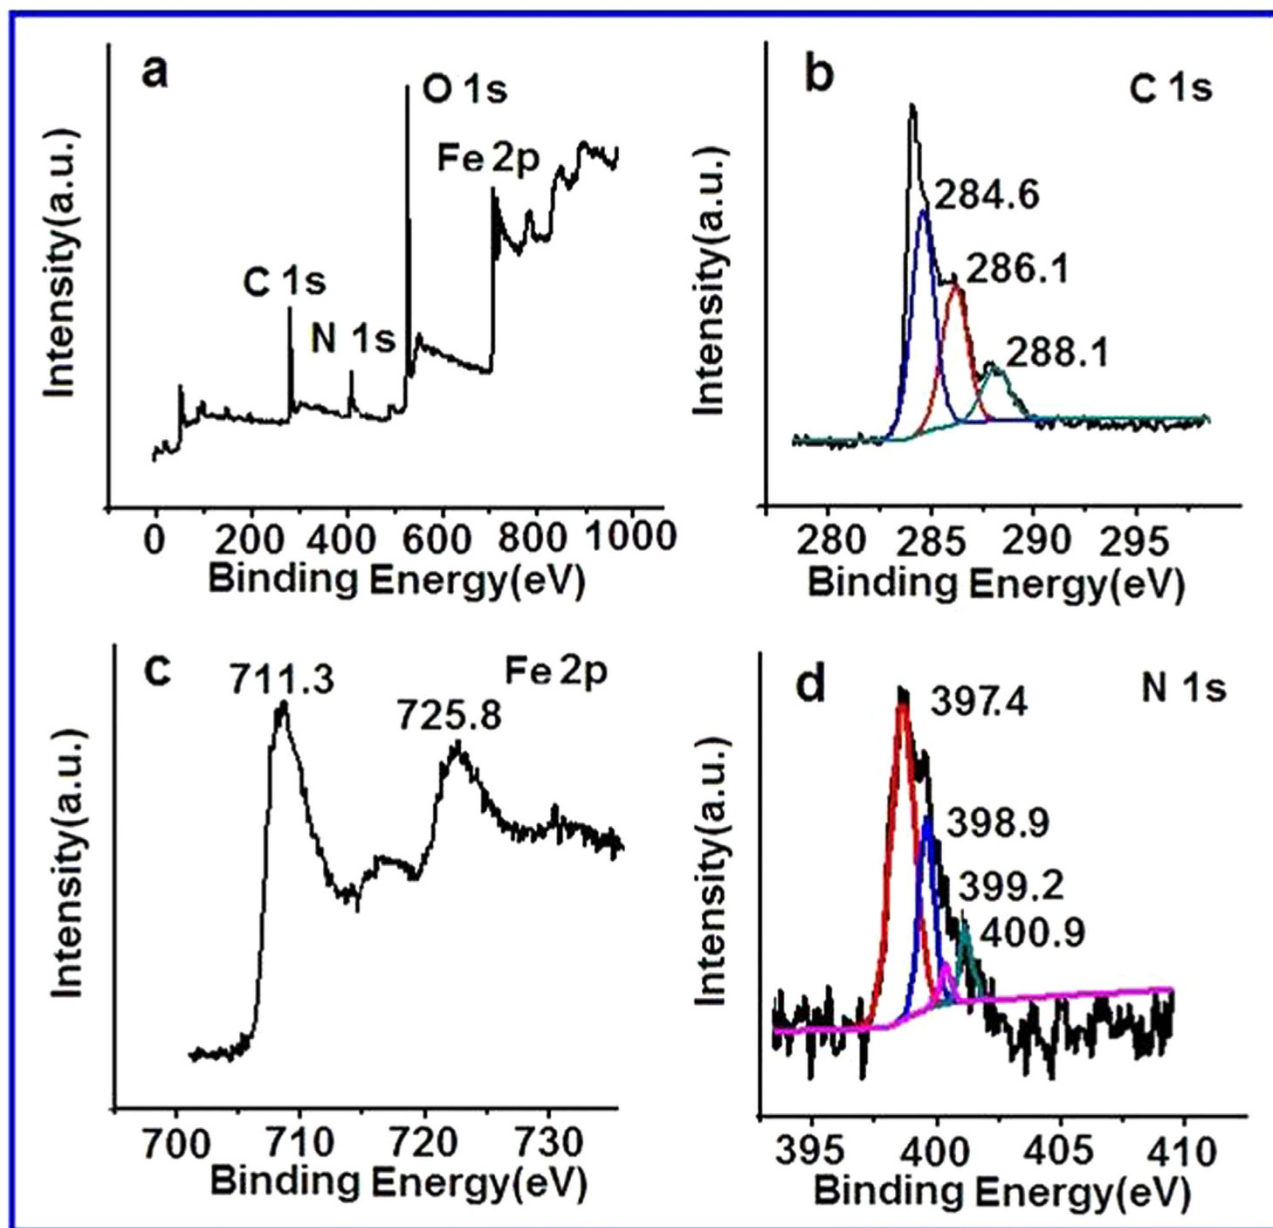 a
O 1s
Fe 2p
C 1s
N 1s
Intensity(a.u.)
0 200 400 600 800 1000
Binding Energy(eV)
b
C 1s
284.6
286.1
288.1
Intensity(a.u.)
280 285 290 295
Binding Energy(eV)
c
Fe 2p
711.3
725.8
Intensity(a.u.)
700 710 720 730
Binding Energy(eV)
d
N 1s
397.4
398.9
399.2
400.9
Intensity(a.u.)
395 400 405 410
Binding Energy(eV)